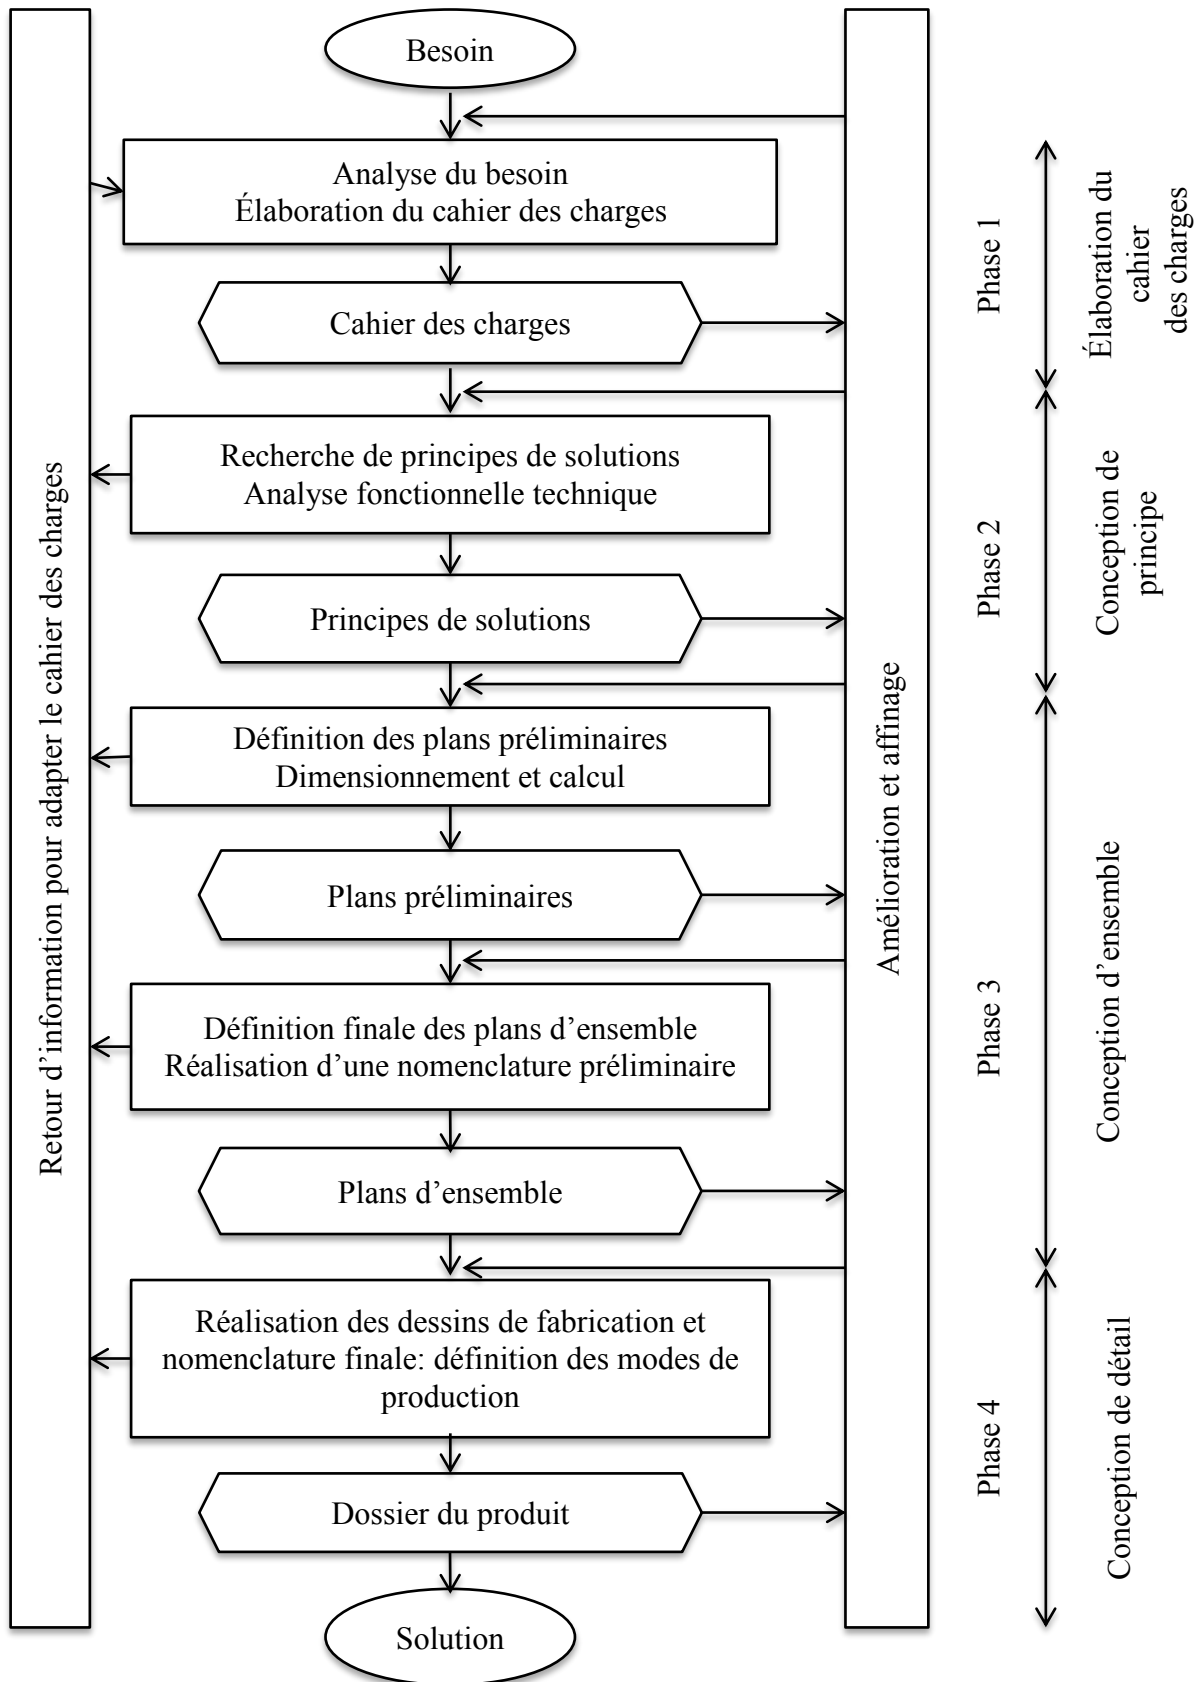 Besoin
Analyse du besoin
Élaboration du cahier des charges
Cahier des charges
Recherche de principes de solutions
Analyse fonctionnelle technique
Principes de solutions
Définition des plans préliminaires
Dimensionnement et calcul
Plans préliminaires
Définition finale des plans d’ensemble
Réalisation d’une nomenclature préliminaire
Plans d’ensemble
Réalisation des dessins de fabrication et
nomenclature finale: définition des modes de
production
Dossier du produit
Solution
Retour d’information pour adapter le cahier des charges
Amélioration et affinage
Phase 1
Élaboration du
cahier
des charges
Phase 2
Conception de
principe
Phase 3
Conception d’ensemble
Phase 4
Conception de détail